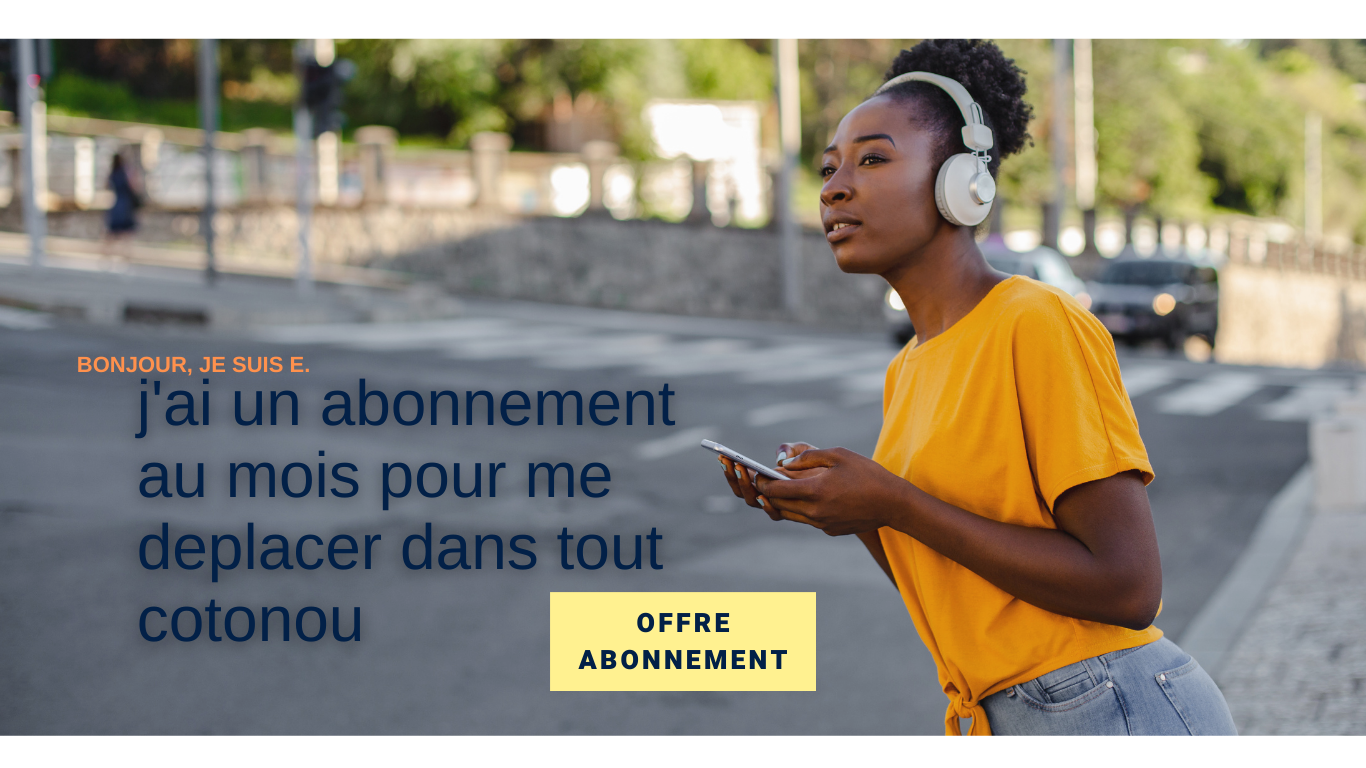 BONJOUR, JE SUIS E.
j'ai un abonnement
au mois pour me
deplacer dans tout
cotonou
OFFRE
ABONNEMENT